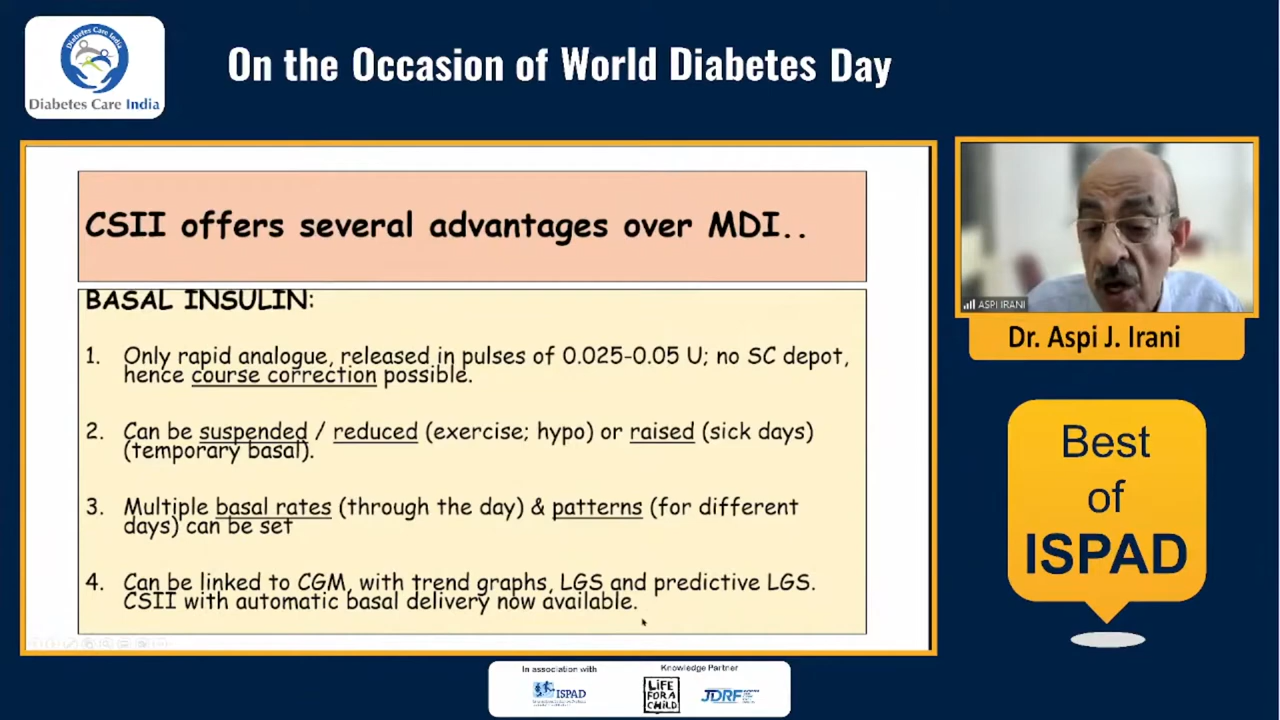 Diabetes Care India
Diabetes Care India
On the Occasion of World Diabetes Day
CSII offers several advantages over MDI..
BASAL INSULIN:
1. Only rapid analogue, released in pulses of 0.025-0.05 U; no SC depot,
hence course correction possible.
2. Can be suspended / reduced (exercise; hypo) or raised (sick days)
(temporary basal).
3. Multiple basal rates (through the day) & patterns (for different
days) can be set
4. Can be linked to CGM, with trend graphs, LGS and predictive LGS.
CSII with automatic basal delivery now available.
ASPI IRANI
Dr. Aspi J. Irani
Best
of
ISPAD
In association with
ISPAD
Knowledge Partner
LiFE
FOR A
CHiLD
JDRF